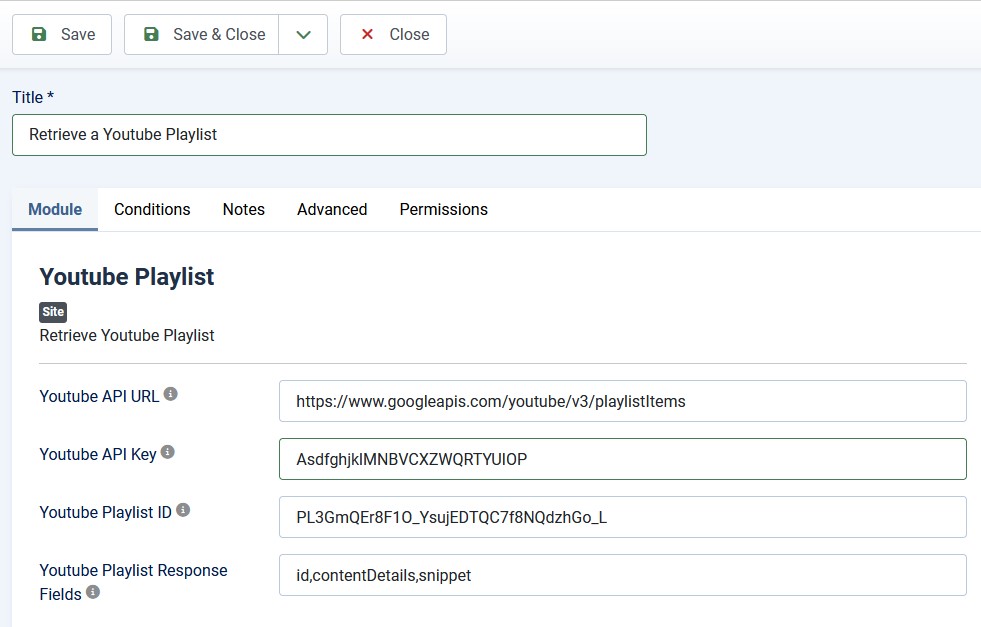 Save
Save & Close
Close
Title *
Retrieve a Youtube Playlist
Module
Conditions
Notes
Advanced
Permissions
Youtube Playlist
Site
Retrieve Youtube Playlist
Youtube API URL
https://www.googleapis.com/youtube/v3/playlistItems
Youtube API Key
AsdfghjklMNBVCXZWQRTYUIOP
Youtube Playlist ID
PL3GmQEr8F1O_YsujEDTQC7f8NQdzhGo_L
Youtube Playlist Response
Fields
id,contentDetails,snippet